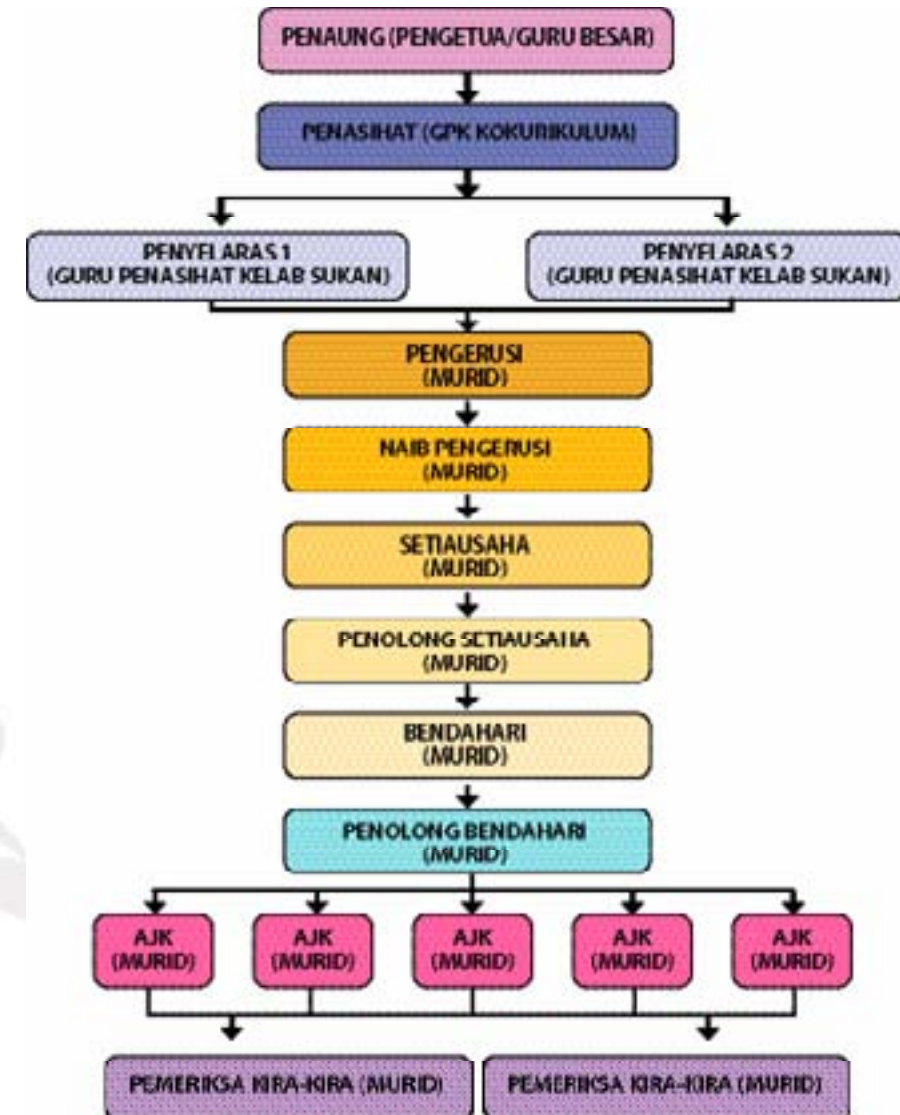 PENAUNG (PENGETUA/GURU BESAR)
PENASIHAT (GPK KOKURIKULUM)
PENYELARAS 1
(GURU PENASIHAT KELAB SUKAN)
PENYELARAS 2
(GURU PENASIHAT KELAB SUKAN)
PENGERUSI
(MURID)
NAIB PENGERUSI
(MURID)
SETIAUSAHA
(MURID)
PENOLONG SETIAUSAHA
(MURID)
BENDAHARI
(MURID)
PENOLONG BENDAHARI
(MURID)
AJK
(MURID)
AJK
(MURID)
AJK
(MURID)
AJK
(MURID)
AJK
(MURID)
PEMERIKSA KIRA-KIRA (MURID)
PEMERIKSA KIRA-KIRA (MURID)